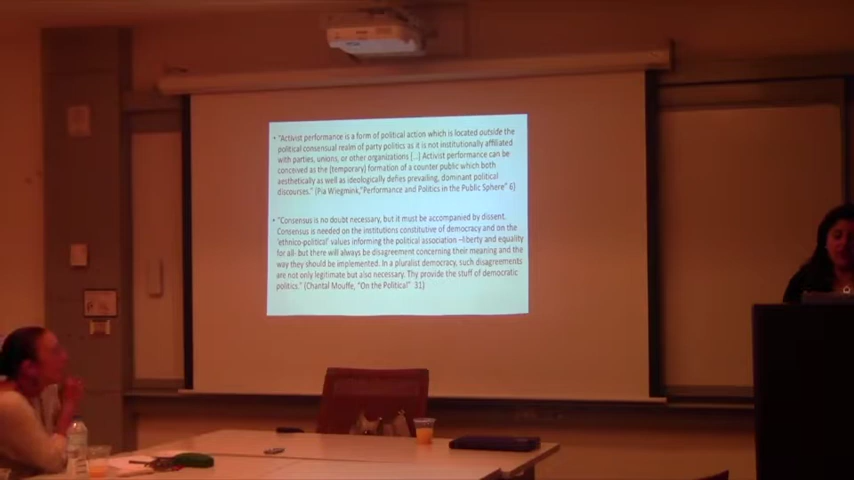 • "Activist performance is a form of political action which is located outside the
political consensual realm of party politics as it is not institutionally affiliated
with parties, unions, or other organizations [...] Activist performance can be
conceived as the (temporary) formation of a counter public which both
aesthetically as well as ideologically defies prevailing, dominant political
discourses." (Pia Wiegmink,"Performance and Politics in the Public Sphere" 6)
• "Consensus is no doubt necessary, but it must be accompanied by dissent.
Consensus is needed on the institutions constitutive of democracy and on the
'ethnico-political' values informing the political association –liberty and equality
for all- but there will always be disagreement concerning their meaning and the
way they should be implemented. In a pluralist democracy, such disagreements
are not only legitimate but also necessary. Thy provide the stuff of democratic
politics." (Chantal Mouffe, "On the Political" 31)